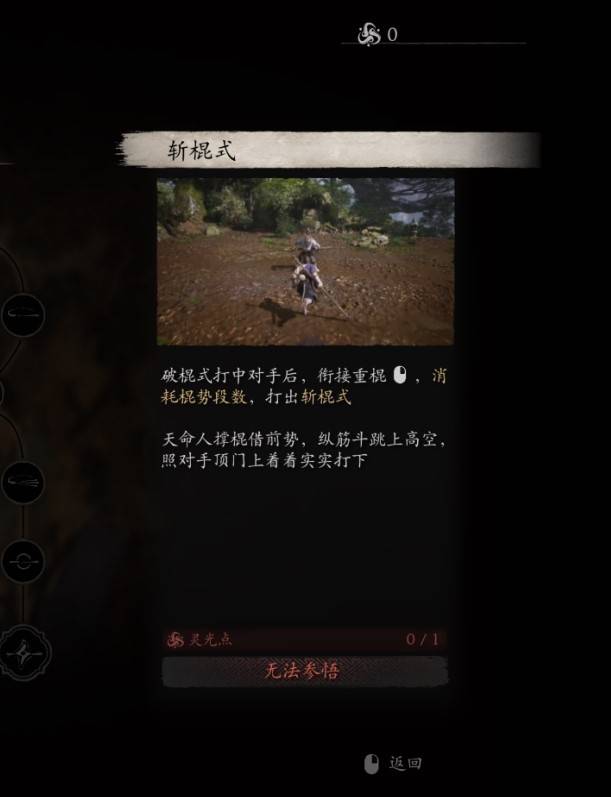 0
斩棍式
破棍式打中对手后，衔接重棍 ，消
耗棍势段数，打出斩棍式
天命人撑棍借前势，纵筋斗跳上高空，
照对手顶门上着着实实打下
灵光点 0/1
无法参悟
返回